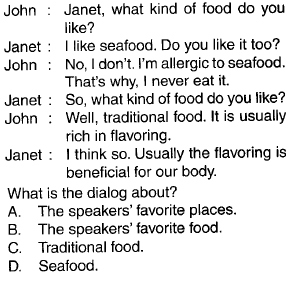 John : Janet, what kind of food do you
like?
Janet : I like seafood. Do you like it too?
John : No, I don't. I'm allergic to seafood.
That's why, I never eat it.
Janet : So, what kind of food do you like?
John : Well, traditional food. It is usually
rich in flavoring.
Janet : I think so. Usually the flavoring is
beneficial for our body.
What is the dialog about?
A. The speakers' favorite places.
B. The speakers' favorite food.
C. Traditional food.
D. Seafood.